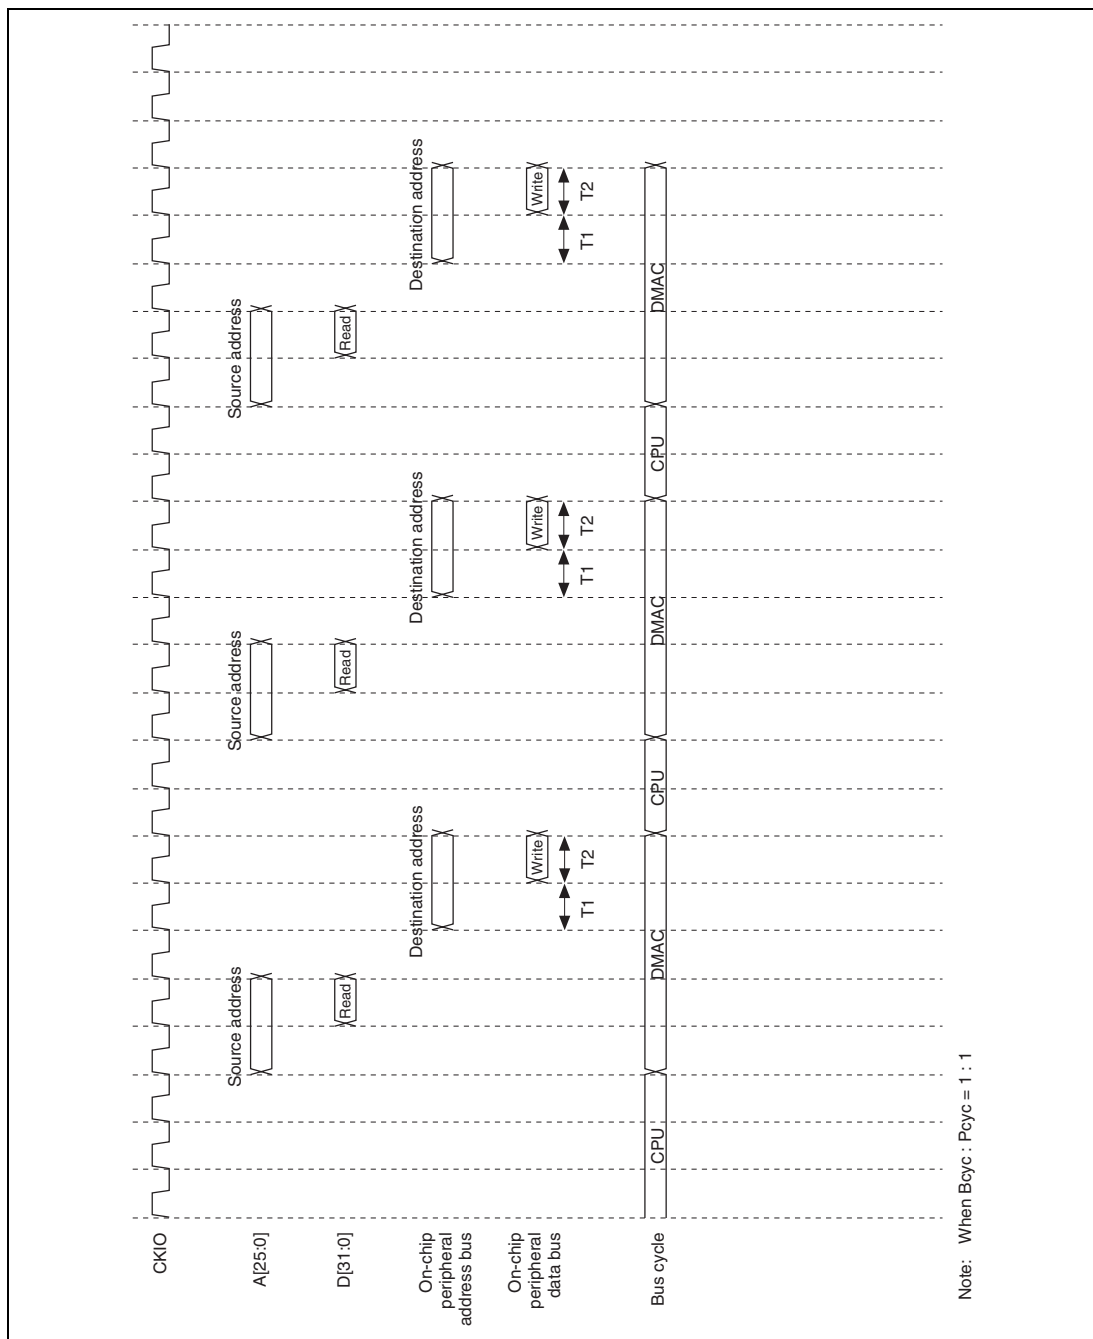 CKIO
A[25:0]
Source address
Source address
Source address
D[31:0]
Read
Read
Read
On-chip
peripheral
address bus
Destination address
Destination address
Destination address
On-chip
peripheral
data bus
Write
Write
Write
T1
T2
T1
T2
T1
T2
Bus cycle
CPU
DMAC
CPU
DMAC
CPU
DMAC
Note: When Bcyc : Pcyc = 1 : 1